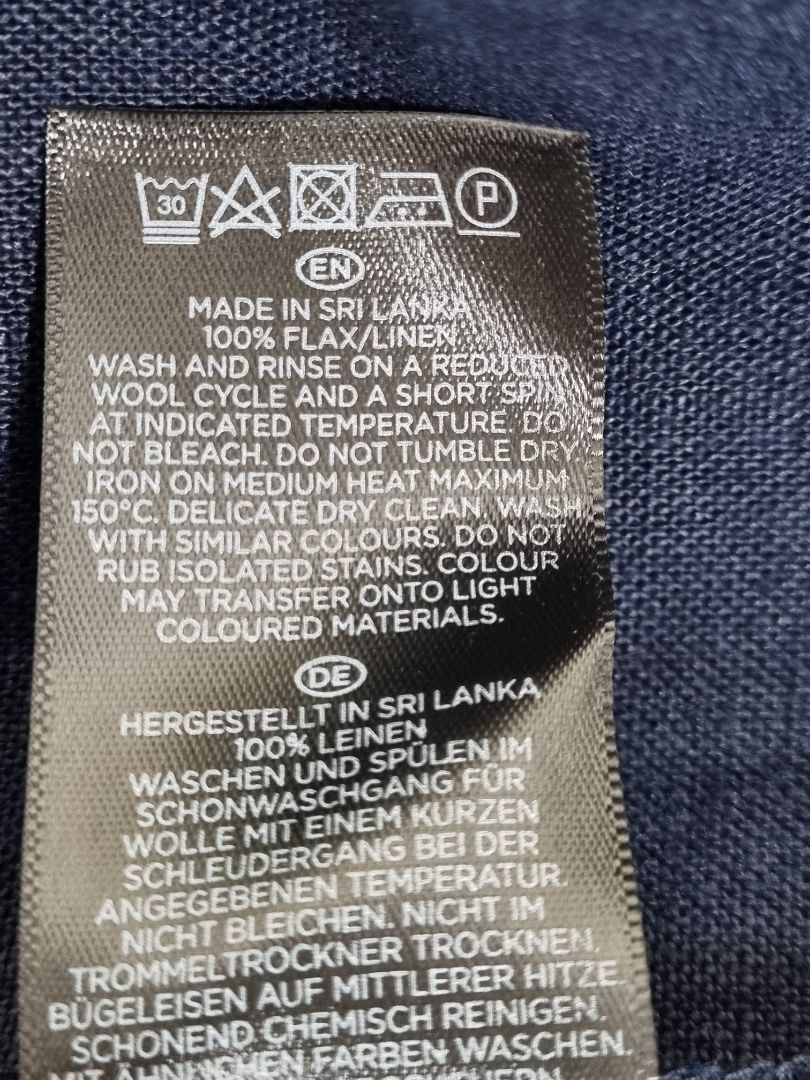 30
P
EN
MADE IN SRI LANKA
100% FLAX/LINEN
WASH AND RINSE ON A REDUCED
WOOL CYCLE AND A SHORT SPIN
AT INDICATED TEMPERATURE. DO
NOT BLEACH. DO NOT TUMBLE DRY.
IRON ON MEDIUM HEAT MAXIMUM
150°C. DELICATE DRY CLEAN. WASH
WITH SIMILAR COLOURS. DO NOT
RUB ISOLATED STAINS. COLOUR
MAY TRANSFER ONTO LIGHT
COLOURED MATERIALS.
DE
HERGESTELLT IN SRI LANKA
100% LEINEN
WASCHEN UND SPÜLEN IM
SCHONWASCHGANG FÜR
WOLLE MIT EINEM KURZEN
SCHLEUDERGANG BEI DER
ANGEGEBENEN TEMPERATUR.
NICHT BLEICHEN. NICHT IM
TROMMELTROCKNER TROCKNEN.
BÜGELEISEN AUF MITTLERER HITZE.
SCHONEND CHEMISCH REINIGEN.
MIT ÄHNLICHEN FARBEN WASCHEN.